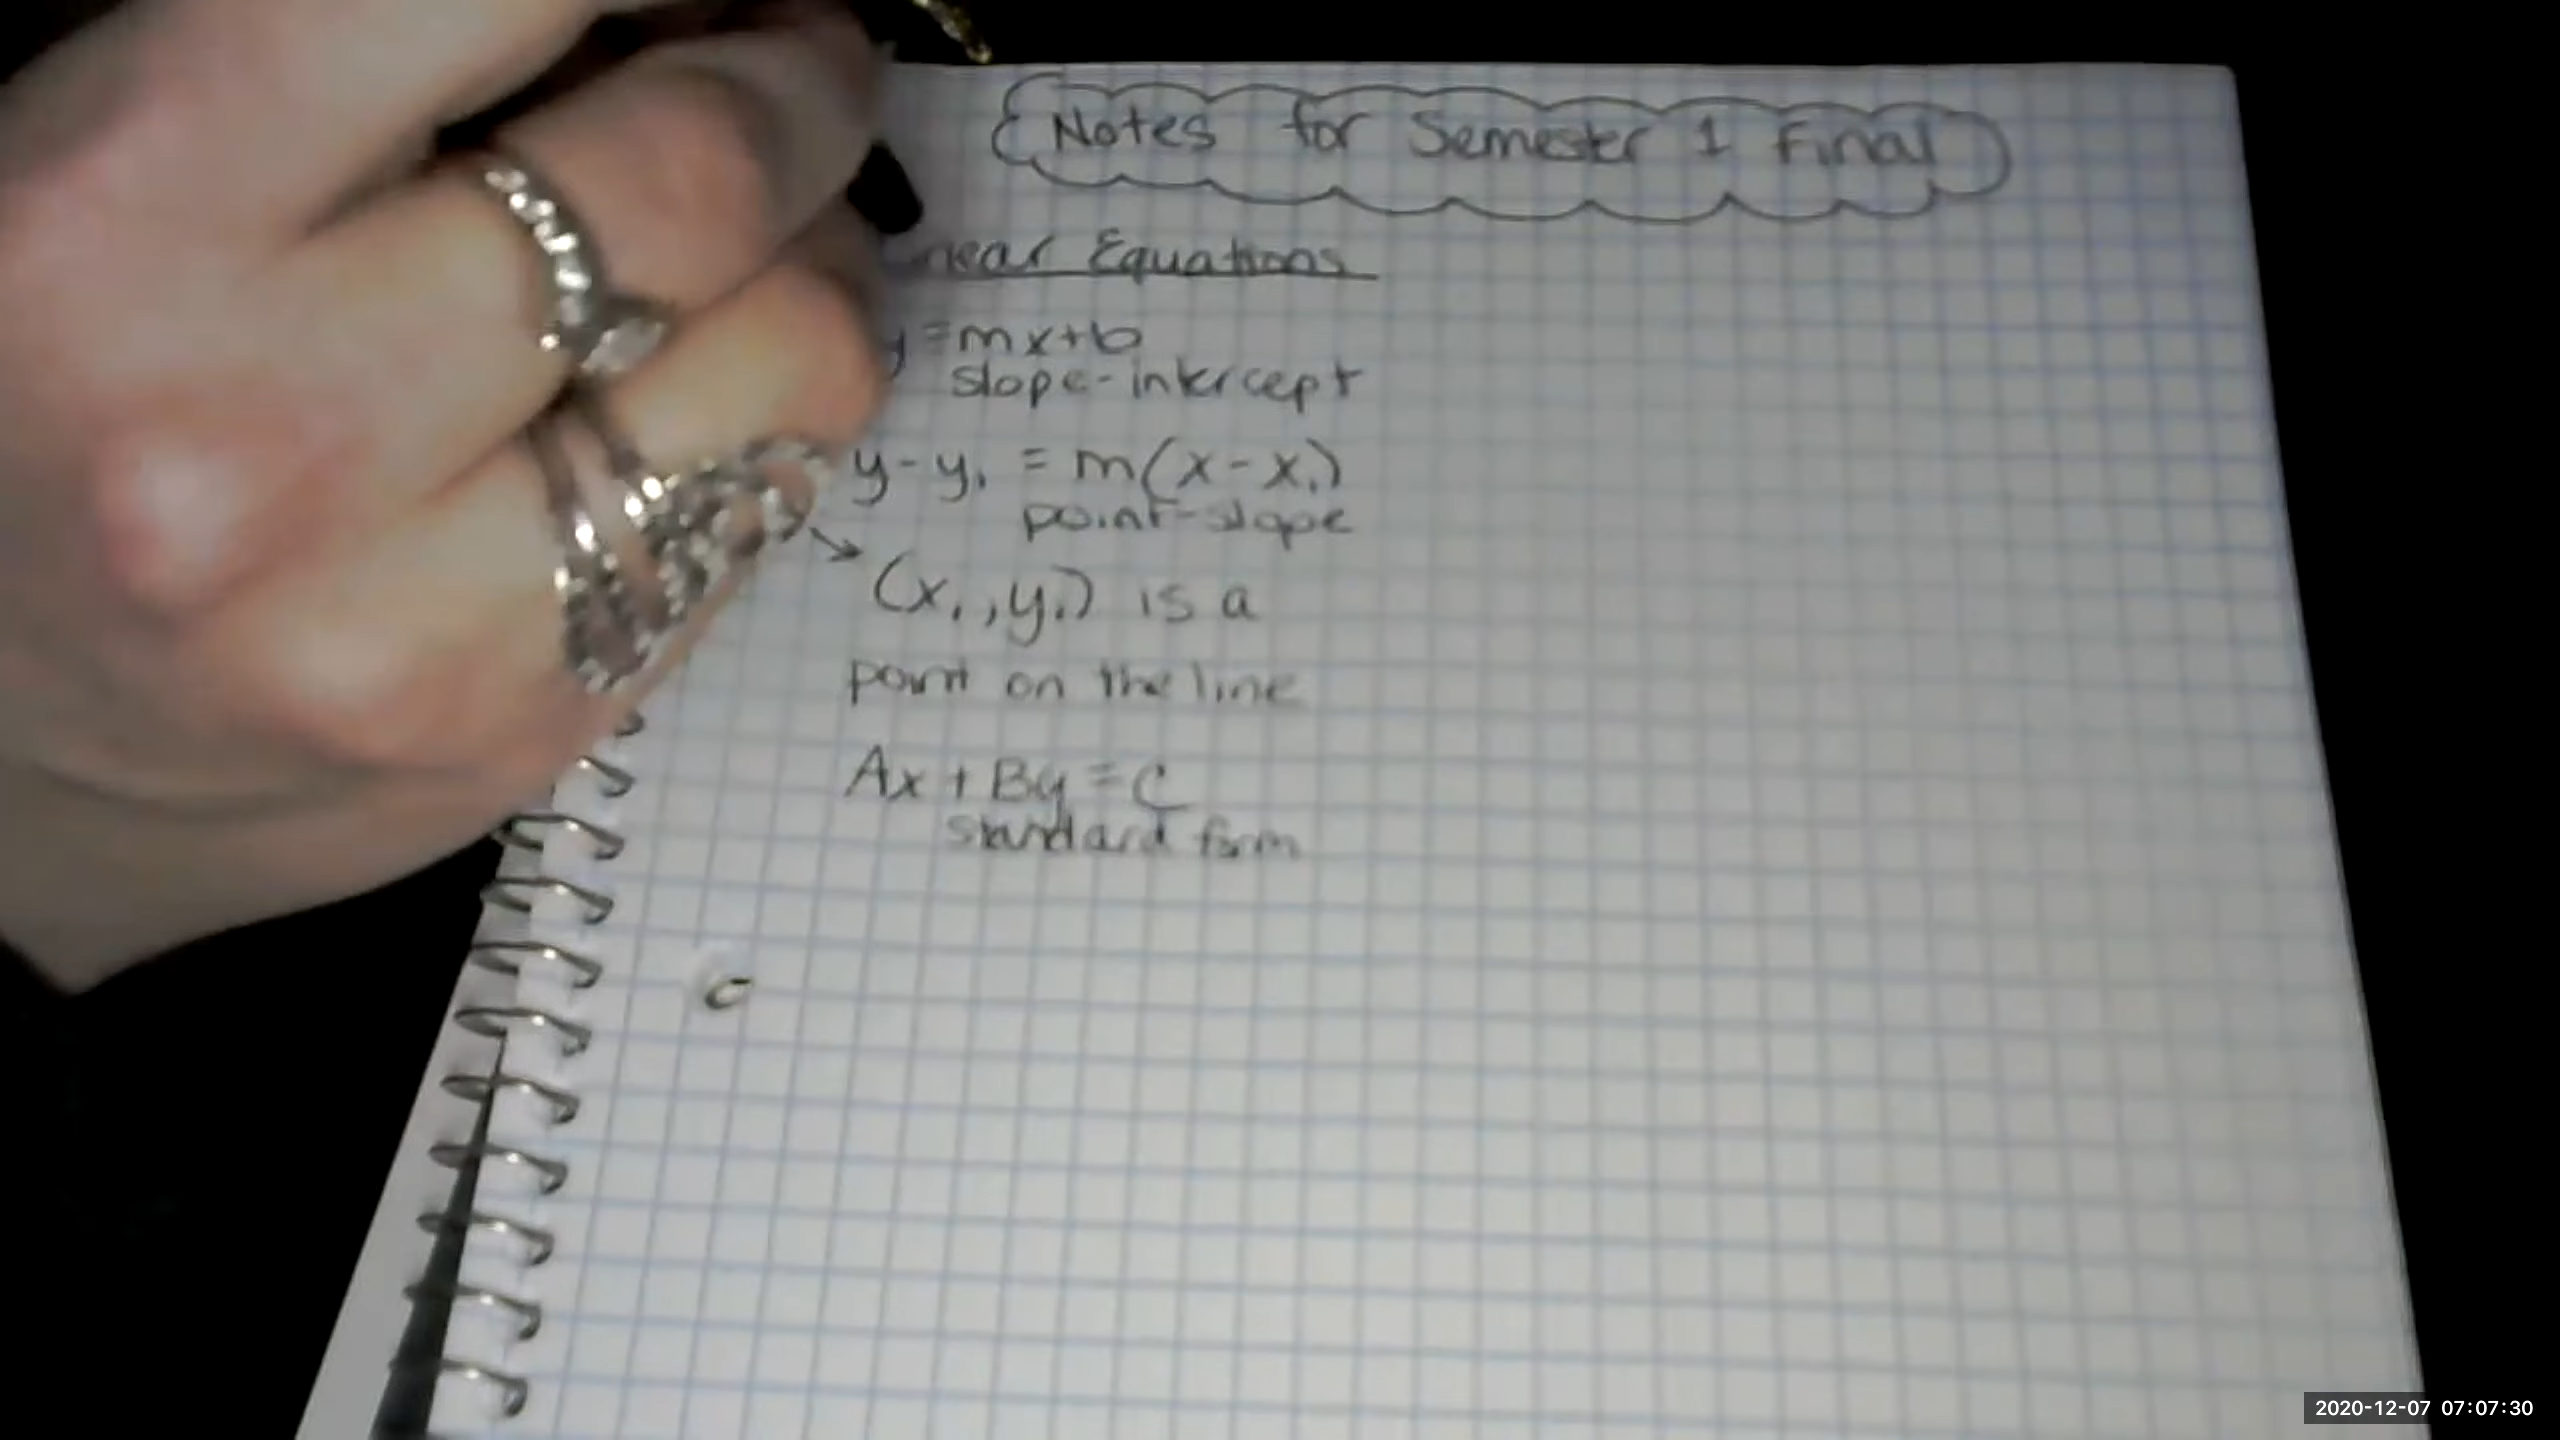 Notes for Semester 1 Final
Equations
y = mx+b
slope-intercept
y - y₁ = m(x - x₁)
point-slope
(x₁, y₁) is a
point on the line
Ax + By = C
standard form
c
2020-12-07 07:07:30